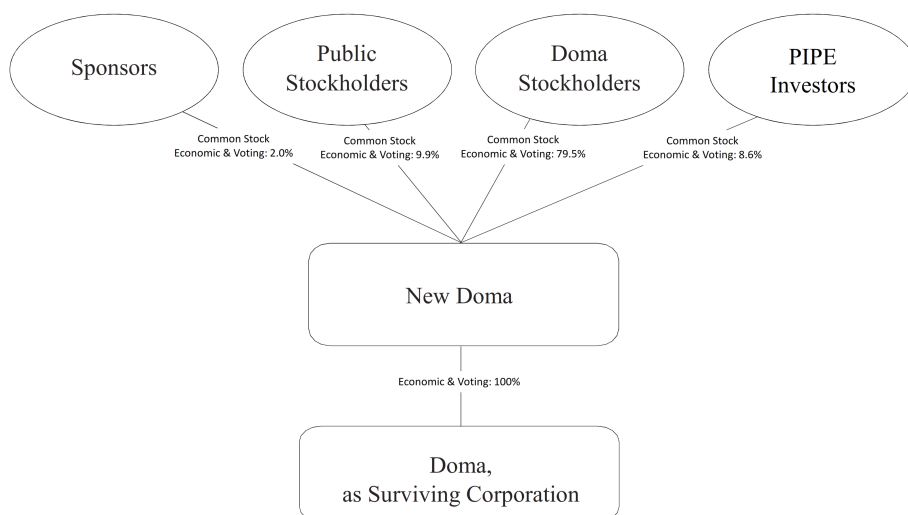 Sponsors
Public
Stockholders
Doma
Stockholders
PIPE
Investors
Common Stock
Economic & Voting: 2.0%
Common Stock
Economic & Voting: 9.9%
Common Stock
Economic & Voting: 79.5%
Common Stock
Economic & Voting: 8.6%
New Doma
Economic & Voting: 100%
Doma,
as Surviving Corporation